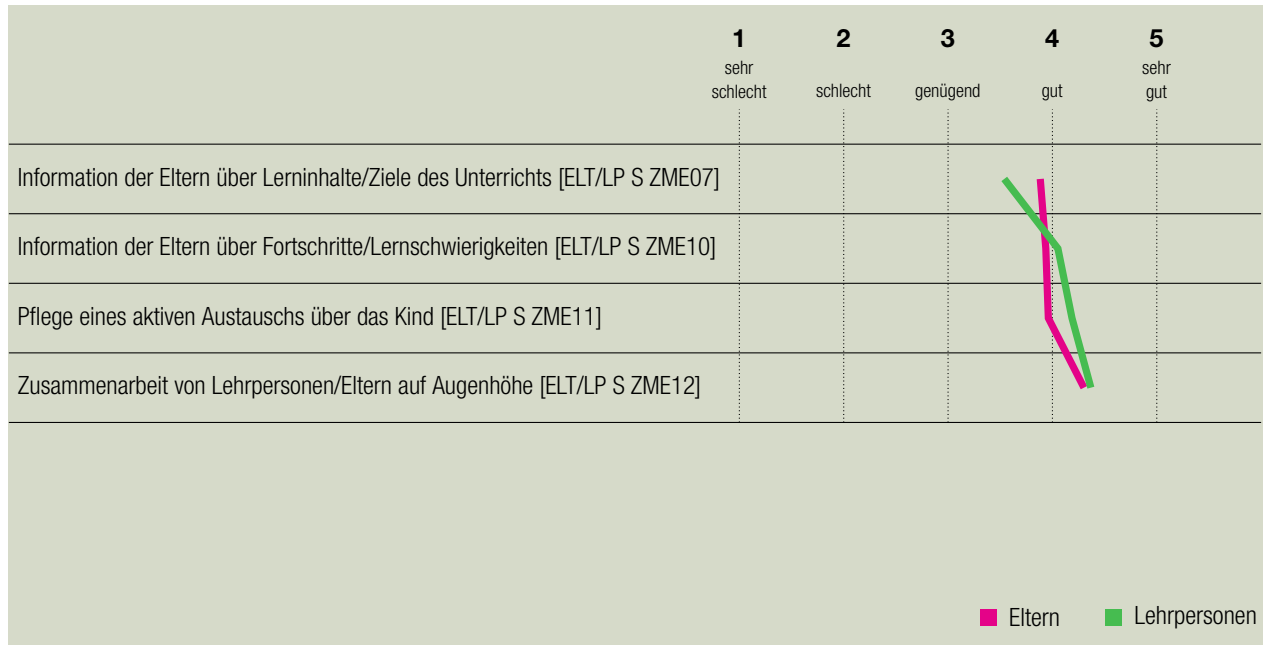 1 2 3 4 5
sehr schlecht schlecht genügend gut sehr gut
Information der Eltern über Lerninhalte/Ziele des Unterrichts [ELT/LP S ZME07]
Information der Eltern über Fortschritte/Lernschwierigkeiten [ELT/LP S ZME10]
Pflege eines aktiven Austauschs über das Kind [ELT/LP S ZME11]
Zusammenarbeit von Lehrpersonen/Eltern auf Augenhöhe [ELT/LP S ZME12]
Eltern Lehrpersonen